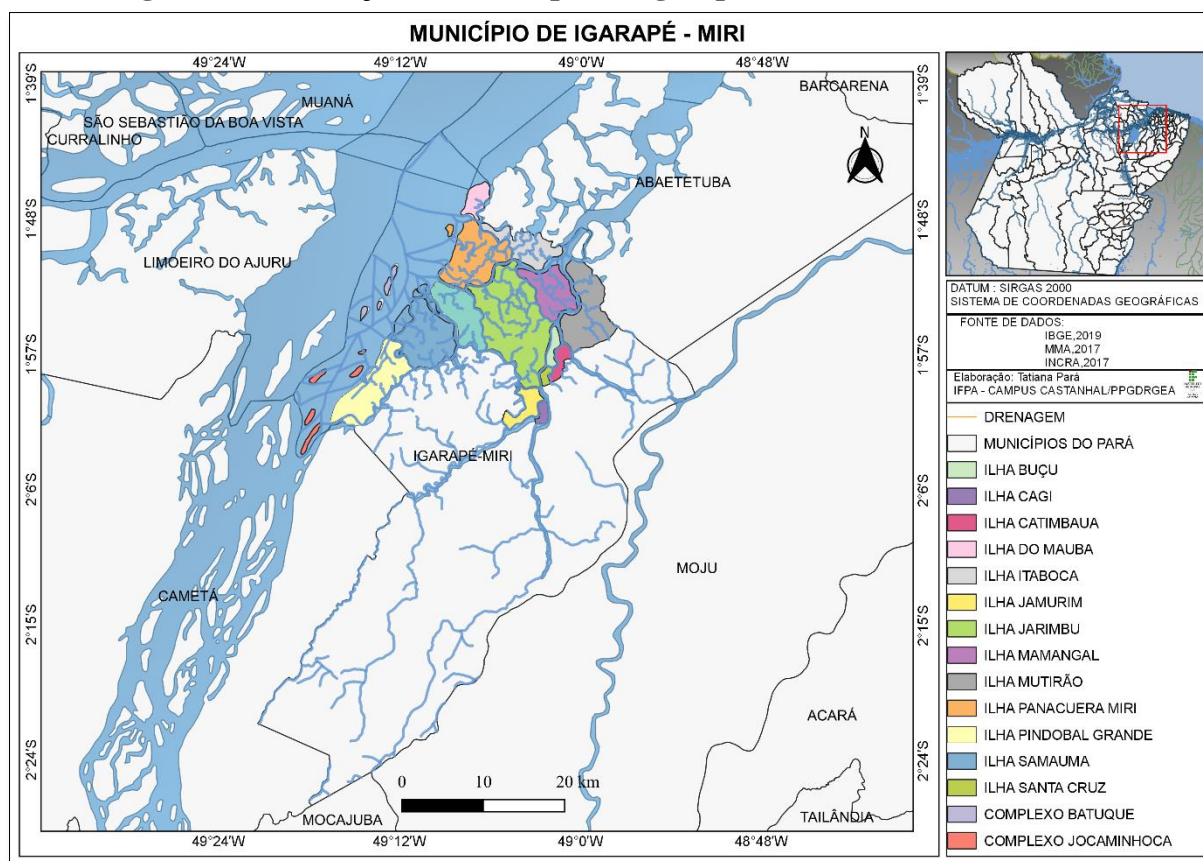 MUNICÍPIO DE IGARAPÉ - MIRI
49°24'W
49°12'W
49°0'W
48°48'W
1°39'S
1°39'S
BARCARENA
MUANÁ
SÃO SEBASTIÃO DA BOA VISTA
CURRALINHO
N
ABAETETUBA
1°48'S
1°48'S
LIMOEIRO DO AJURU
1°57'S
1°57'S
IGARAPÉ-MIRI
2°6'S
2°6'S
MOJU
CAMETÁ
2°15'S
2°15'S
ACARÁ
2°24'S
2°24'S
0
10
20 km
MOCAJUBA
TAILÂNDIA
49°24'W
49°12'W
49°0'W
48°48'W
DATUM : SIRGAS 2000
SISTEMA DE COORDENADAS GEOGRÁFICAS
FONTE DE DADOS:
IBGE,2019
MMA,2017
INCRA,2017
Elaboração: Tatiana Pará
IFPA - CAMPUS CASTANHAL/PPGDRGEA
DRENAGEM
MUNICÍPIOS DO PARÁ
ILHA BUÇU
ILHA CAGI
ILHA CATIMBAUA
ILHA DO MAUBA
ILHA ITABOCA
ILHA JAMURIM
ILHA JARIMBU
ILHA MAMANGAL
ILHA MUTIRÃO
ILHA PANACUERA MIRI
ILHA PINDOBAL GRANDE
ILHA SAMAUMA
ILHA SANTA CRUZ
COMPLEXO BATUQUE
COMPLEXO JOCAMINHOCA